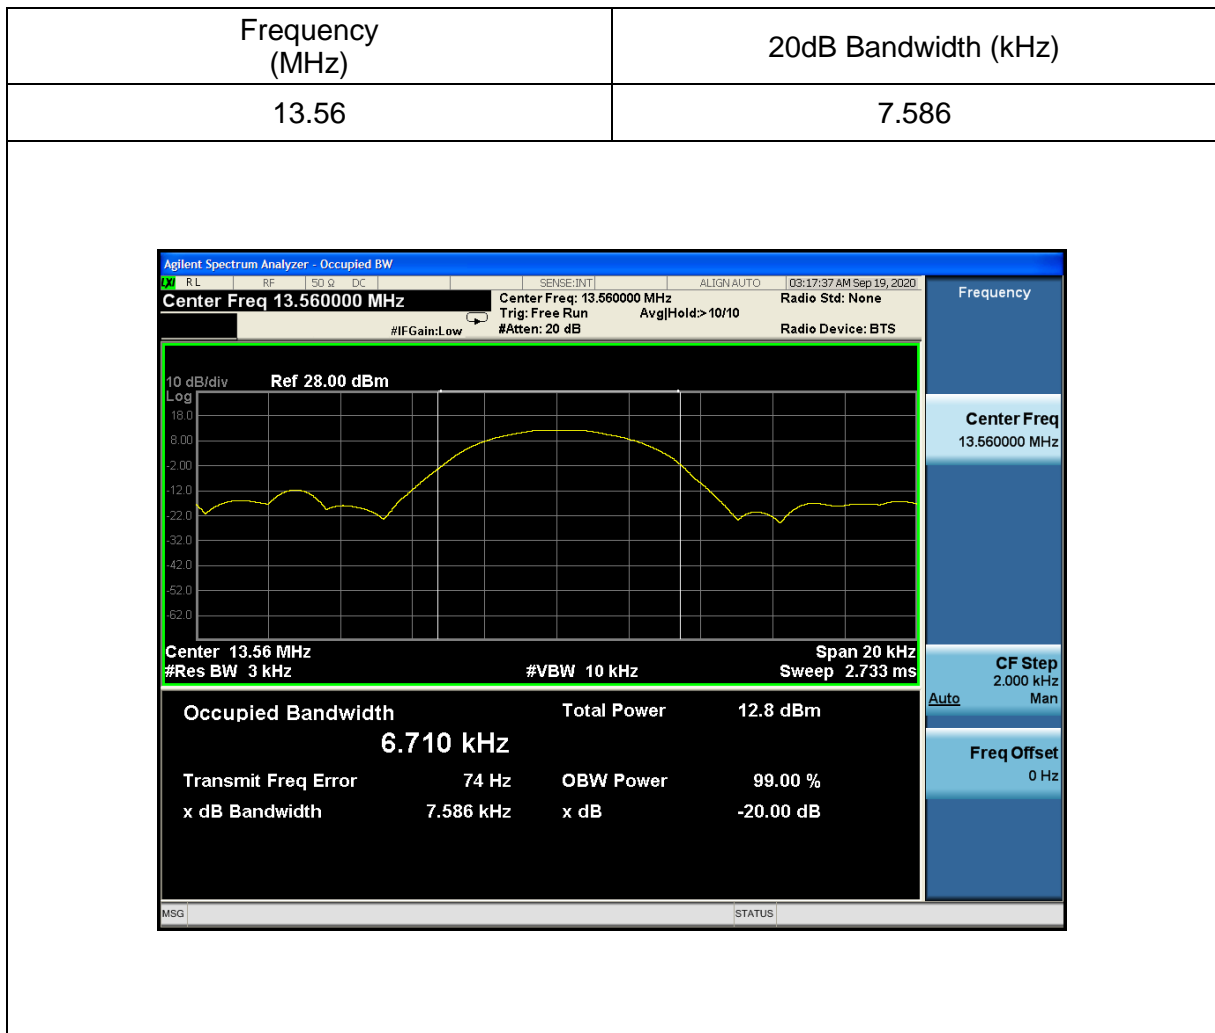 Frequency
(MHz)
20dB Bandwidth (kHz)
13.56
7.586
Agilent Spectrum Analyzer - Occupied BW
LXI RL RF 50 Ω DC SENSE:INT ALIGN AUTO 03:17:37 AM Sep 19, 2020
Center Freq 13.560000 MHz
Center Freq: 13.560000 MHz
Radio Std: None
Trig: Free Run
Avg|Hold:> 10/10
#IFGain:Low
#Atten: 20 dB
Radio Device: BTS
Frequency
10 dB/div
Ref 28.00 dBm
Log
18.0
8.00
-2.00
-12.0
-22.0
-32.0
-42.0
-52.0
-62.0
Center Freq
13.560000 MHz
Center 13.56 MHz
Span 20 kHz
#Res BW 3 kHz
#VBW 10 kHz
Sweep 2.733 ms
CF Step
2.000 kHz
Auto Man
Occupied Bandwidth
Total Power 12.8 dBm
6.710 kHz
Freq Offset
0 Hz
Transmit Freq Error 74 Hz
OBW Power 99.00 %
x dB Bandwidth 7.586 kHz
x dB -20.00 dB
MSG
STATUS